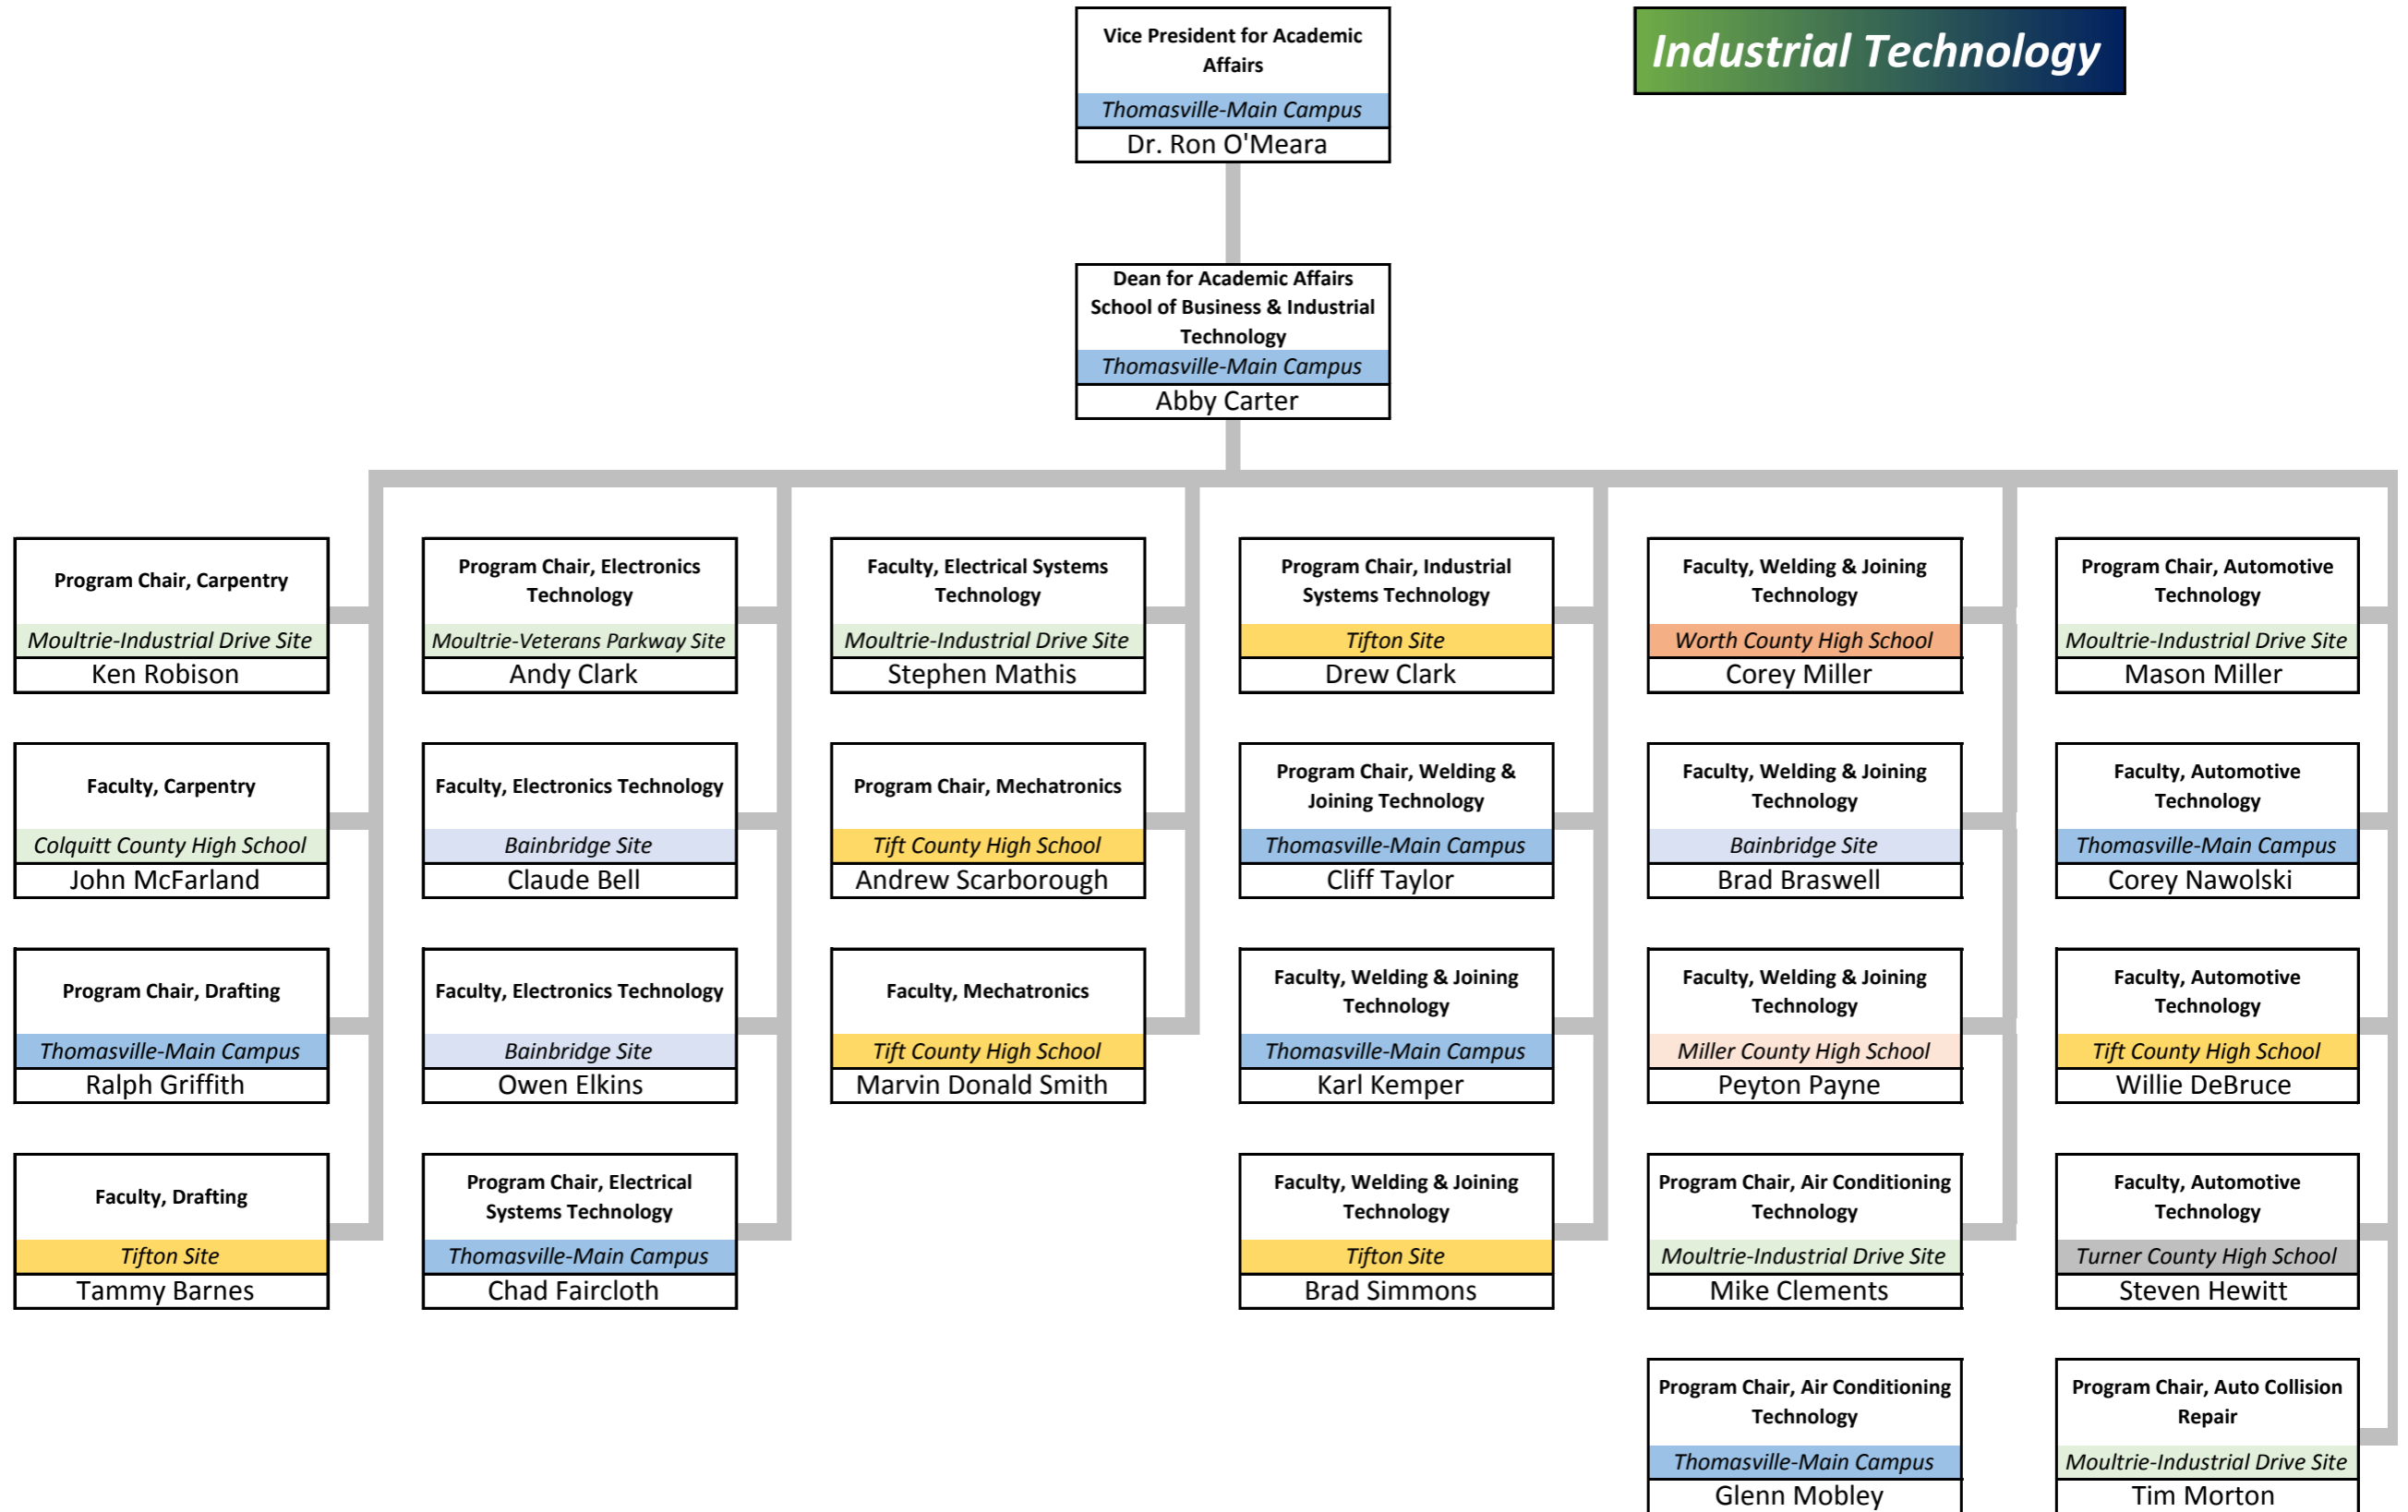 Vice President for Academic
Affairs
Thomasville-Main Campus
Dr. Ron O'Meara
Industrial Technology
Dean for Academic Affairs
School of Business & Industrial
Technology
Thomasville-Main Campus
Abby Carter
Program Chair, Carpentry
Moultrie-Industrial Drive Site
Ken Robison
Program Chair, Electronics
Technology
Moultrie-Veterans Parkway Site
Andy Clark
Faculty, Electrical Systems
Technology
Moultrie-Industrial Drive Site
Stephen Mathis
Program Chair, Industrial
Systems Technology
Tifton Site
Drew Clark
Faculty, Welding & Joining
Technology
Worth County High School
Corey Miller
Program Chair, Automotive
Technology
Moultrie-Industrial Drive Site
Mason Miller
Faculty, Carpentry
Colquitt County High School
John McFarland
Faculty, Electronics Technology
Bainbridge Site
Claude Bell
Program Chair, Mechatronics
Tift County High School
Andrew Scarborough
Program Chair, Welding &
Joining Technology
Thomasville-Main Campus
Cliff Taylor
Faculty, Welding & Joining
Technology
Bainbridge Site
Brad Braswell
Faculty, Automotive
Technology
Thomasville-Main Campus
Corey Nawolski
Program Chair, Drafting
Thomasville-Main Campus
Ralph Griffith
Faculty, Electronics Technology
Bainbridge Site
Owen Elkins
Faculty, Mechatronics
Tift County High School
Marvin Donald Smith
Faculty, Welding & Joining
Technology
Thomasville-Main Campus
Karl Kemper
Faculty, Welding & Joining
Technology
Miller County High School
Peyton Payne
Faculty, Automotive
Technology
Tift County High School
Willie DeBruce
Faculty, Drafting
Tifton Site
Tammy Barnes
Program Chair, Electrical
Systems Technology
Thomasville-Main Campus
Chad Faircloth
Faculty, Welding & Joining
Technology
Tifton Site
Brad Simmons
Program Chair, Air Conditioning
Technology
Moultrie-Industrial Drive Site
Mike Clements
Faculty, Automotive
Technology
Turner County High School
Steven Hewitt
Program Chair, Air Conditioning
Technology
Thomasville-Main Campus
Glenn Mobley
Program Chair, Auto Collision
Repair
Moultrie-Industrial Drive Site
Tim Morton